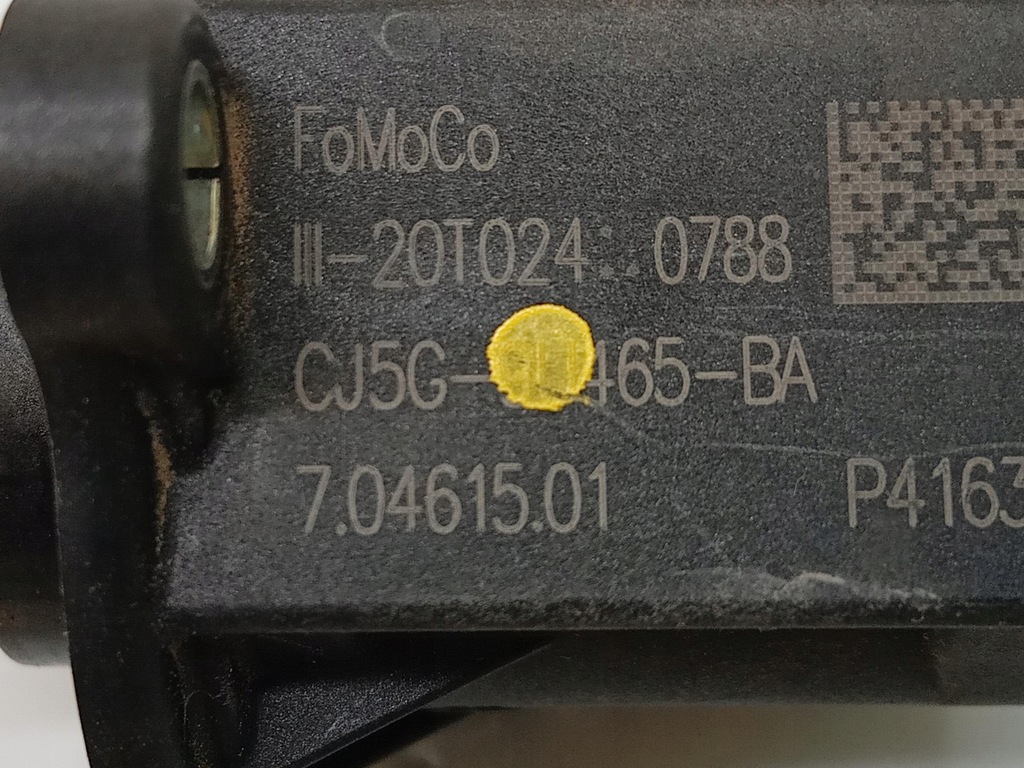 FoMoCo
III-20T024 0788
CJ5G- 465-BA
7.04615.01 P4163